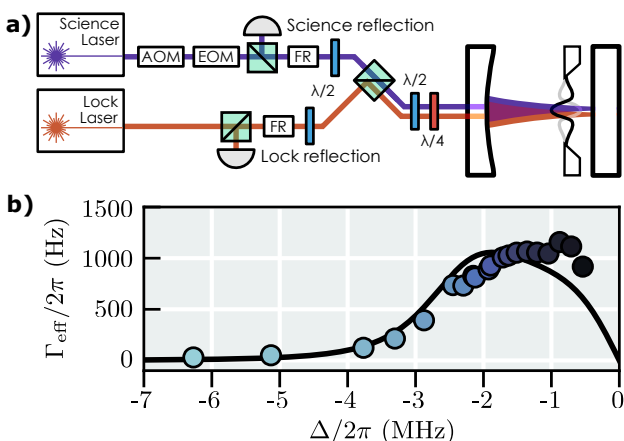 a)
Science
Laser
Science reflection
AOM
EOM
FR
λ/2
λ/2
Lock
Laser
FR
λ/4
Lock reflection
b)
Γeff/2π (Hz)
1500
1000
500
0
-7 -6 -5 -4 -3 -2 -1 0
Δ/2π (MHz)